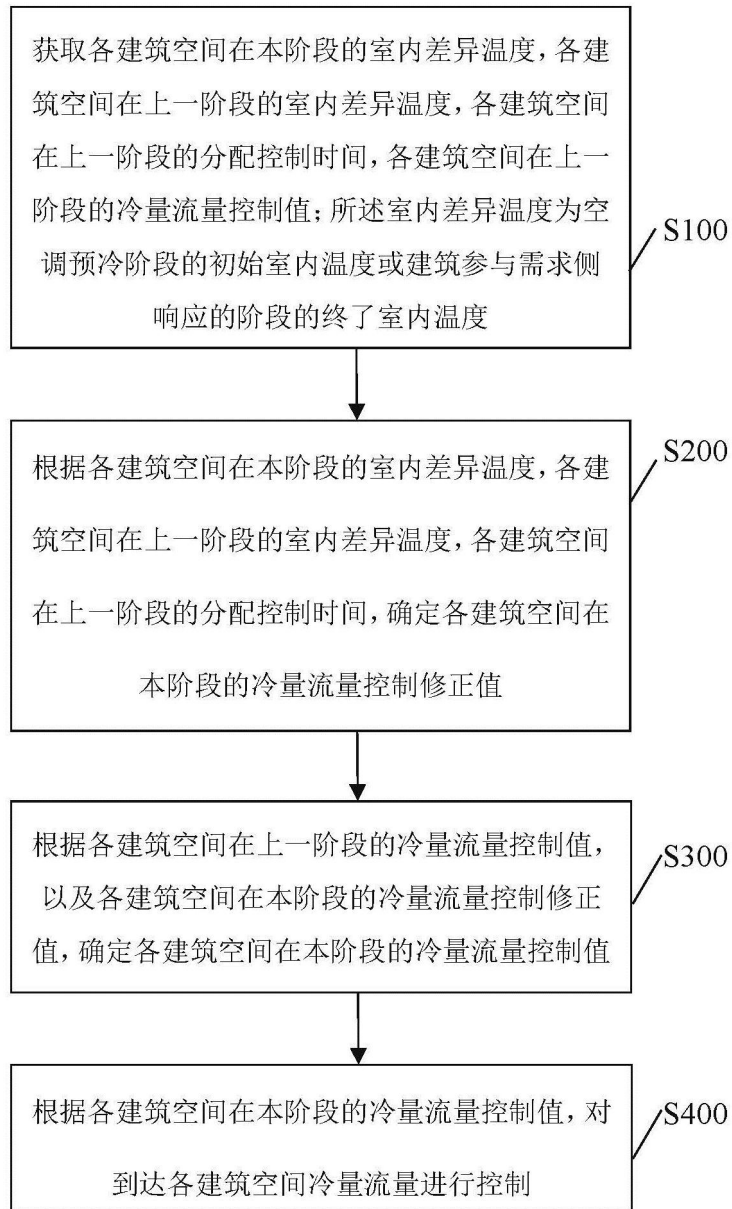 获取各建筑空间在本阶段的室内差异温度,各建
筑空间在上一阶段的室内差异温度,各建筑空间
在上一阶段的分配控制时间,各建筑空间在上一
阶段的冷量流量控制值;所述室内差异温度为空
调预冷阶段的初始室内温度或建筑参与需求侧
响应的阶段的终了室内温度
S100
根据各建筑空间在本阶段的室内差异温度,各建
筑空间在上一阶段的室内差异温度,各建筑空间
在上一阶段的分配控制时间,确定各建筑空间在
本阶段的冷量流量控制修正值
S200
根据各建筑空间在上一阶段的冷量流量控制值,
以及各建筑空间在本阶段的冷量流量控制修正
值,确定各建筑空间在本阶段的冷量流量控制值
S300
根据各建筑空间在本阶段的冷量流量控制值,对
到达各建筑空间冷量流量进行控制
S400